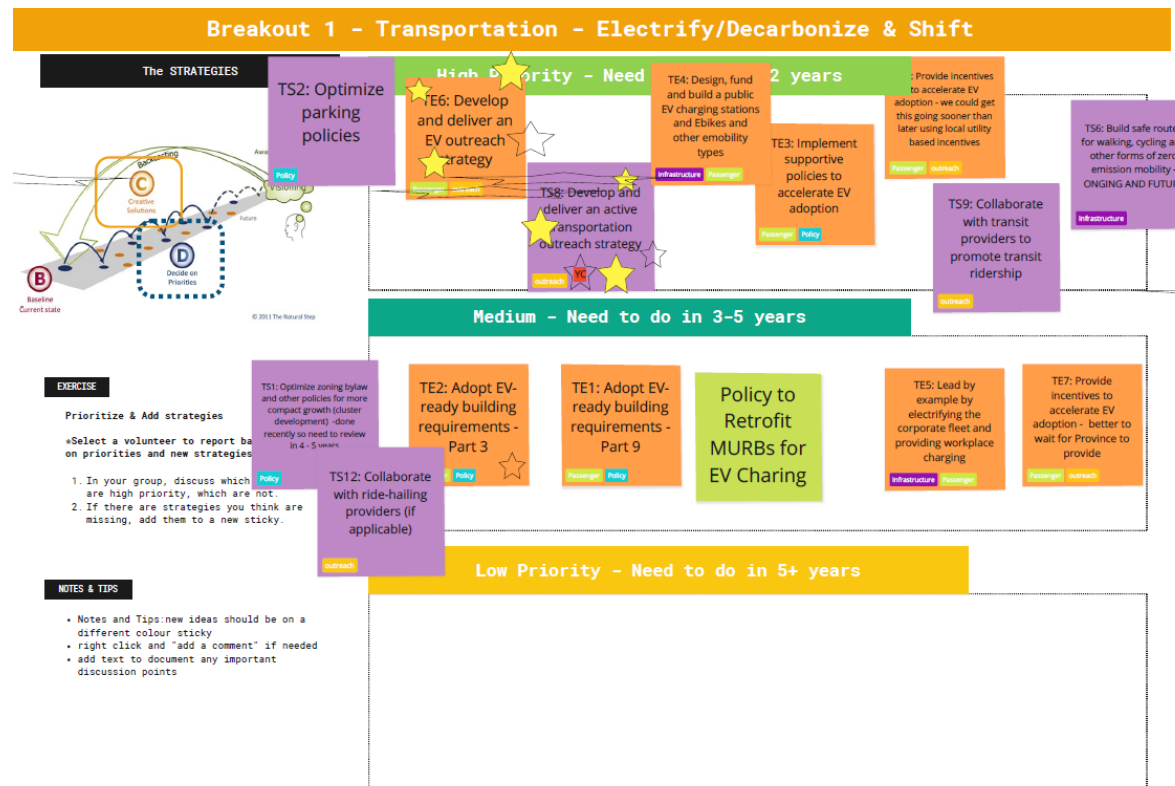 Breakout 1 - Transportation - Electrify/Decarbonize & Shift
The STRATEGIES
Backcasting
C
Creative
Solutions
Future
D
Decide on
Priorities
B
Baseline
Current state
© 2011 The Natural Step
EXERCISE
Prioritize & Add strategies
*Select a volunteer to report ba
on priorities and new strategies
1. In your group, discuss which
are high priority, which are not.
2. If there are strategies you think are
missing, add them to a new sticky.
NOTES & TIPS
• Notes and Tips:new ideas should be on a
different colour sticky
• right click and "add a comment" if needed
• add text to document any important
discussion points
High Priority - Need
2 years
TS2: Optimize
parking
policies
Policy
TE6: Develop
and deliver an
EV outreach
strategy
Passenger
outreach
TS8: Develop and
deliver an active
transportation
outreach strategy
outreach
YC
TE4: Design, fund
and build a public
EV charging stations
and Ebikes and
other emobility
types
Infrastructure
Passenger
TE3: Implement
supportive
policies to
accelerate EV
adoption
Passenger
Policy
: Provide incentives
to accelerate EV
adoption - we could get
this going sooner than
later using local utility
based incentives
Passenger
outreach
TS9: Collaborate
with transit
providers to
promote transit
ridership
outreach
TS6: Build safe route
for walking, cycling a
other forms of zero
emission mobility -
ONGING AND FUTU
Infrastructure
Medium - Need to do in 3-5 years
TS1: Optimize zoning bylaw
and other policies for more
compact growth (cluster
development) -done
recently so need to review
in 4 - 5 years
Policy
TS12: Collaborate
with ride-hailing
providers (if
applicable)
outreach
TE2: Adopt EV-
ready building
requirements -
Part 3
Policy
TE1: Adopt EV-
ready building
requirements -
Part 9
Passenger
Policy
Policy to
Retrofit
MURBs for
EV Charing
TE5: Lead by
example by
electrifying the
corporate fleet and
providing workplace
charging
Infrastructure
Passenger
TE7: Provide
incentives to
accelerate EV
adoption - better to
wait for Province to
provide
Passenger
outreach
Low Priority - Need to do in 5+ years